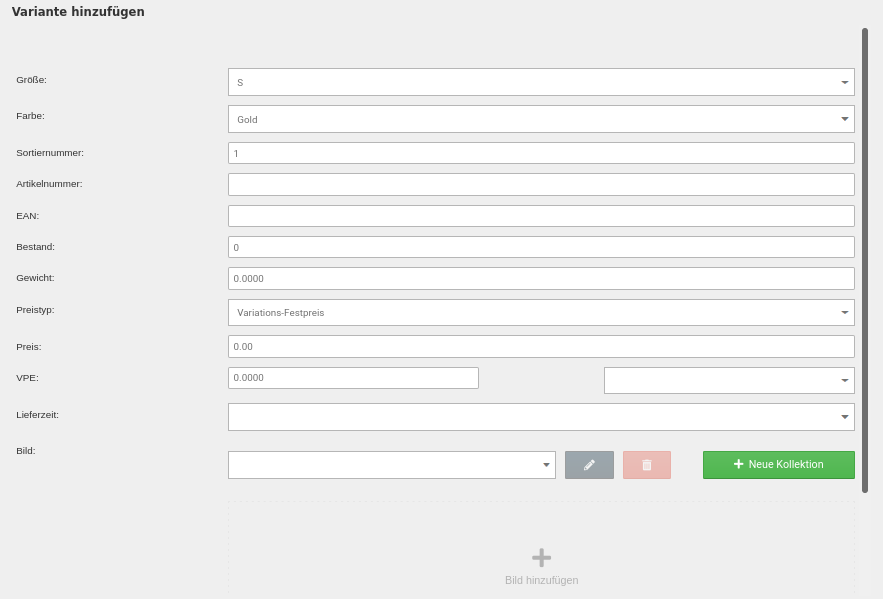 Variante hinzufügen
Größe:
S
Farbe:
Gold
Sortiernummer:
1
Artikelnummer:
EAN:
Bestand:
0
Gewicht:
0.0000
Preistyp:
Variations-Festpreis
Preis:
0.00
VPE:
0.0000
Lieferzeit:
Bild:
Neue Kollektion
Bild hinzufügen